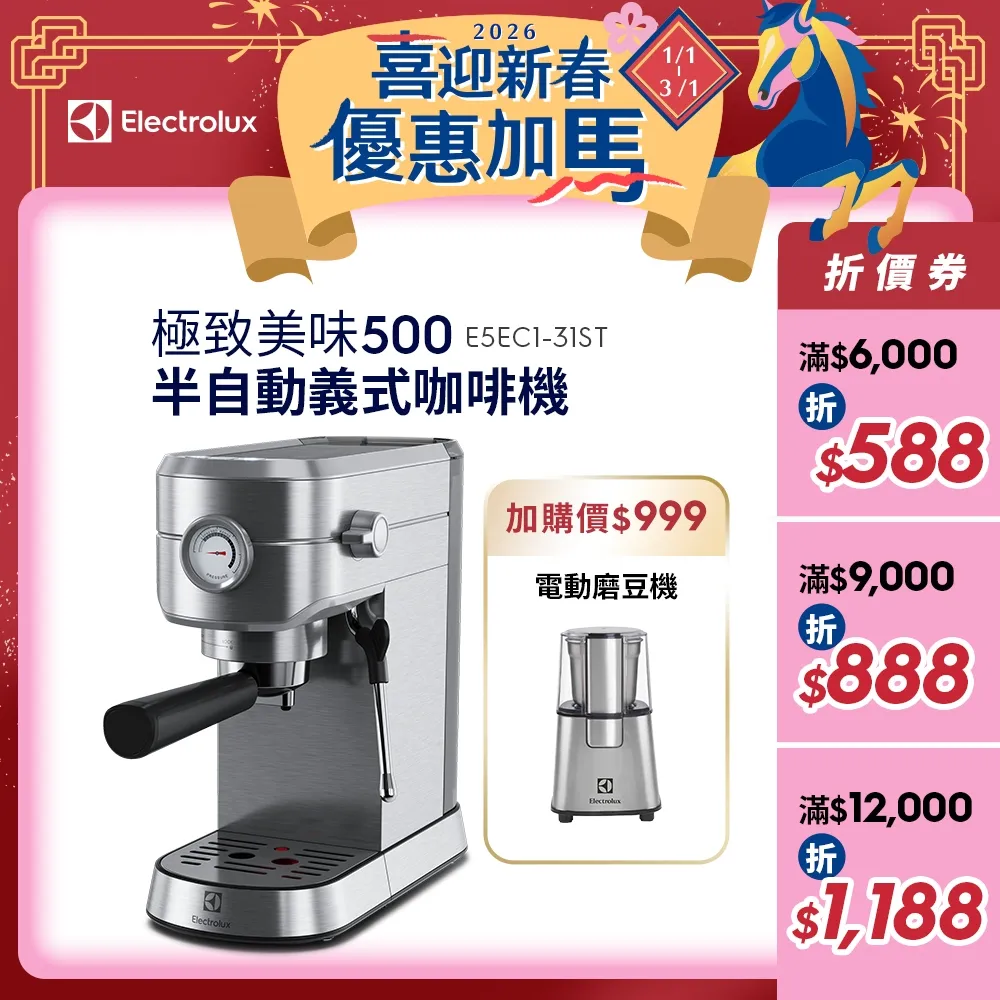 2026
喜迎新春
優惠加馬
1/1
-
3/1
Electrolux
折價券
極致美味500 E5EC1-31ST
半自動義式咖啡機
滿$6,000
折
$588
加購價$999
電動磨豆機
滿$9,000
折
$888
滿$12,000
折
$1,188
PRESSURE
Electrolux
Electrolux